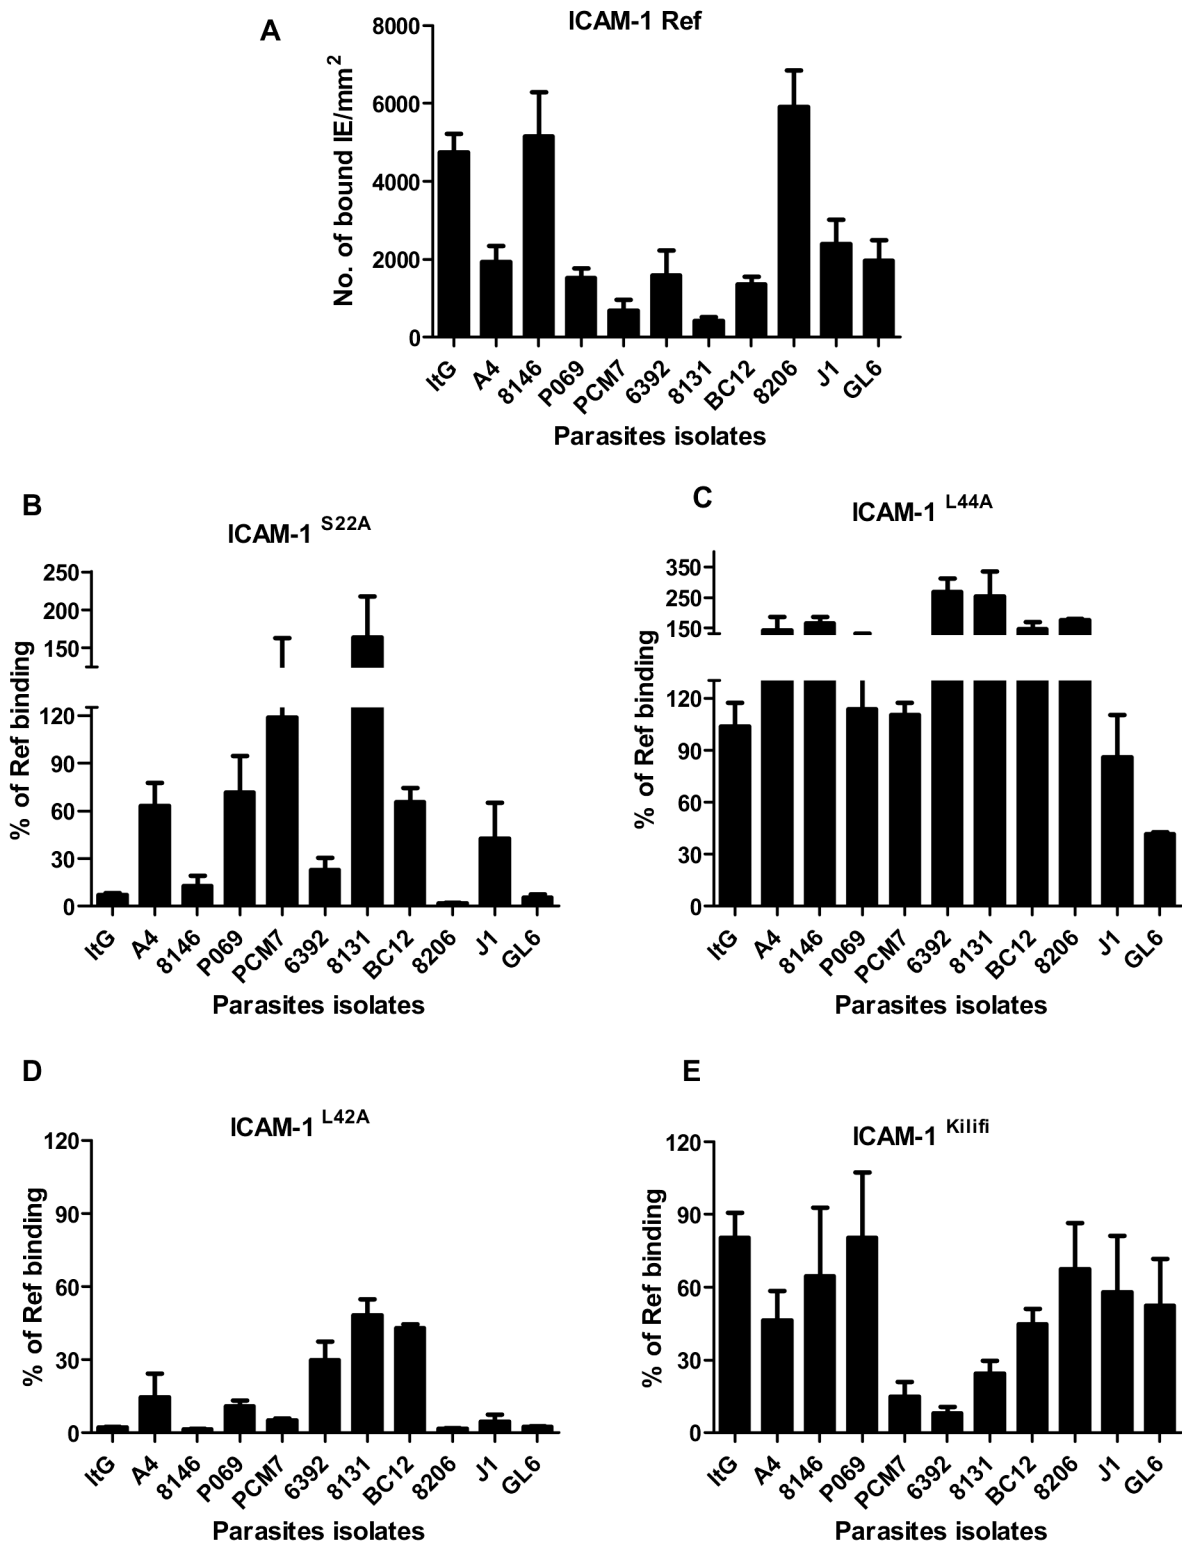 A
ICAM-1 Ref
No. of bound IE/mm2
8000
6000
4000
2000
0
ItG A4 8146 P069 PCM7 6392 8131 BC12 8206 J1 GL6
Parasites isolates
B
ICAM-1 S22A
% of Ref binding
250
200
150
120
90
60
30
0
ItG A4 8146 P069 PCM7 6392 8131 BC12 8206 J1 GL6
Parasites isolates
C
ICAM-1 L44A
% of Ref binding
350
250
150
120
90
60
30
0
ItG A4 8146 P069 PCM7 6392 8131 BC12 8206 J1 GL6
Parasites isolates
D
ICAM-1 L42A
% of Ref binding
120
90
60
30
0
ItG A4 8146 P069 PCM7 6392 8131 BC12 8206 J1 GL6
Parasites isolates
E
ICAM-1 Kilifi
% of Ref binding
120
90
60
30
0
ItG A4 8146 P069 PCM7 6392 8131 BC12 8206 J1 GL6
Parasites isolates